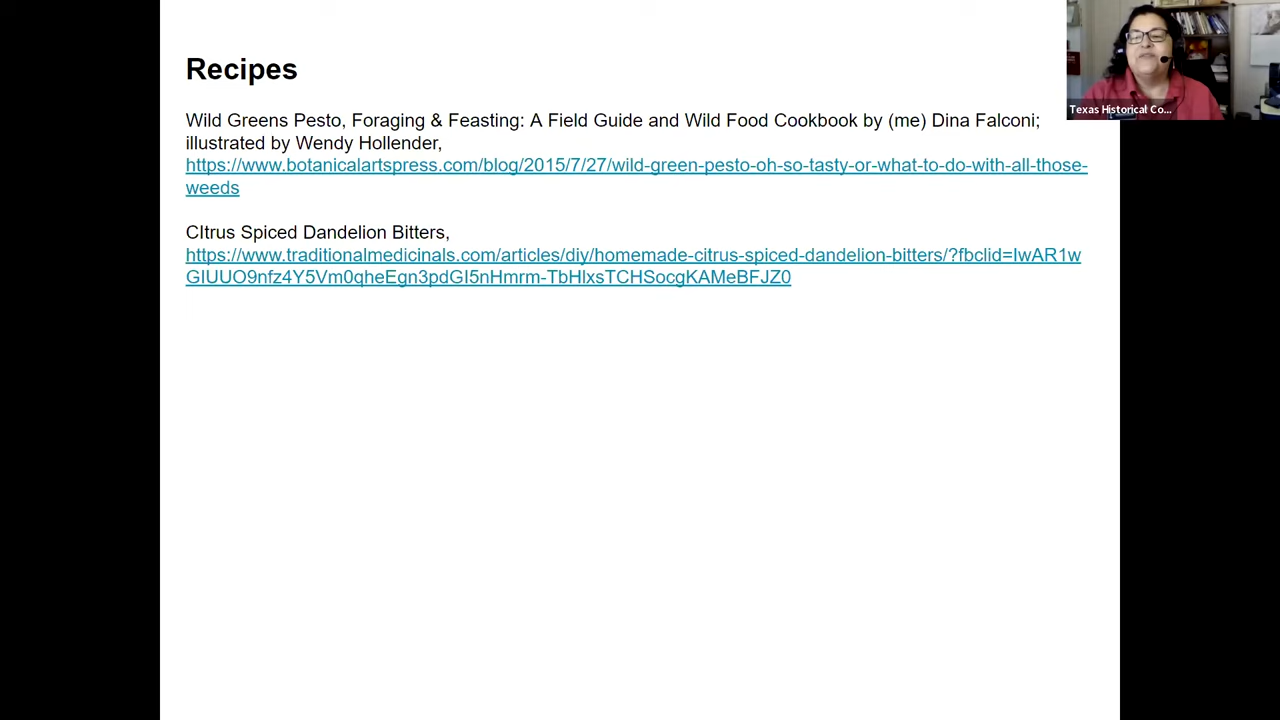 Recipes
Wild Greens Pesto, Foraging & Feasting: A Field Guide and Wild Food Cookbook by (me) Dina Falconi;
illustrated by Wendy Hollender,
https://www.botanicalartspress.com/blog/2015/7/27/wild-green-pesto-oh-so-tasty-or-what-to-do-with-all-those-
weeds
CItrus Spiced Dandelion Bitters,
https://www.traditionalmedicinals.com/articles/diy/homemade-citrus-spiced-dandelion-bitters/?fbclid=IwAR1w
GIUUO9nfz4Y5Vm0qheEgn3pdGI5nHmrm-TbHlxsTCHSocgKAMeBFJZ0
Texas Historical Co...